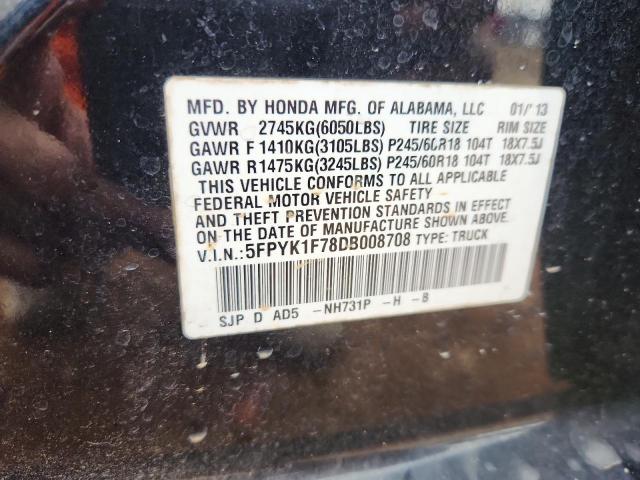 MFD. BY HONDA MFG. OF ALABAMA, LLC 01/'13
GVWR 2745KG(6050LBS) TIRE SIZE RIM SIZE
GAWR F 1410KG(3105LBS) P245/60R18 104T 18X7.5J
GAWR R1475KG(3245LBS) P245/60R18 104T 18X7.5J
THIS VEHICLE CONFORMS TO ALL APPLICABLE
FEDERAL MOTOR VEHICLE SAFETY
AND THEFT PREVENTION STANDARDS IN EFFECT
ON THE DATE OF MANUFACTURE SHOWN ABOVE.
V.I.N.:5FPYK1F78DB008708 TYPE: TRUCK
SJP D AD5 -NH731P -H -8